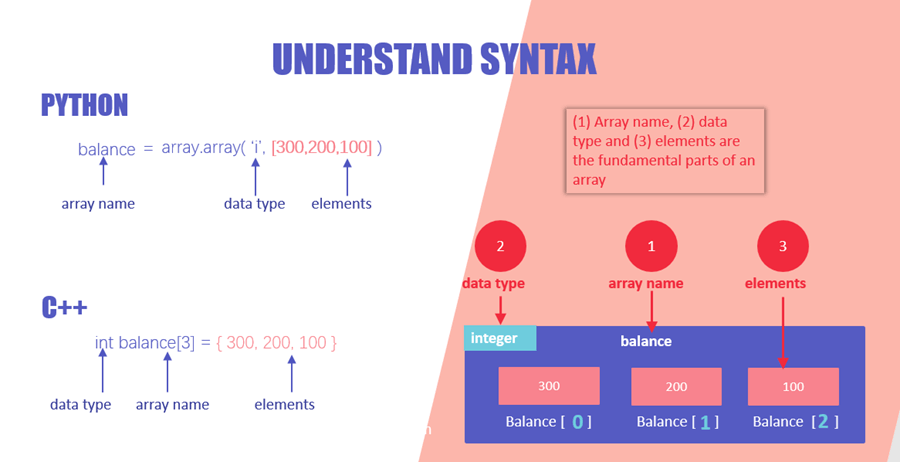 UNDERSTAND SYNTAX
PYTHON
balance = array.array( ‘i’, [300,200,100] )
array name
data type
elements
C++
int balance[3] = { 300, 200, 100 }
data type
array name
elements
(1) Array name, (2) data
type and (3) elements are
the fundamental parts of an
array
2
1
3
data type
array name
elements
integer
balance
300
200
100
Balance [ 0 ]
Balance [ 1 ]
Balance [2 ]